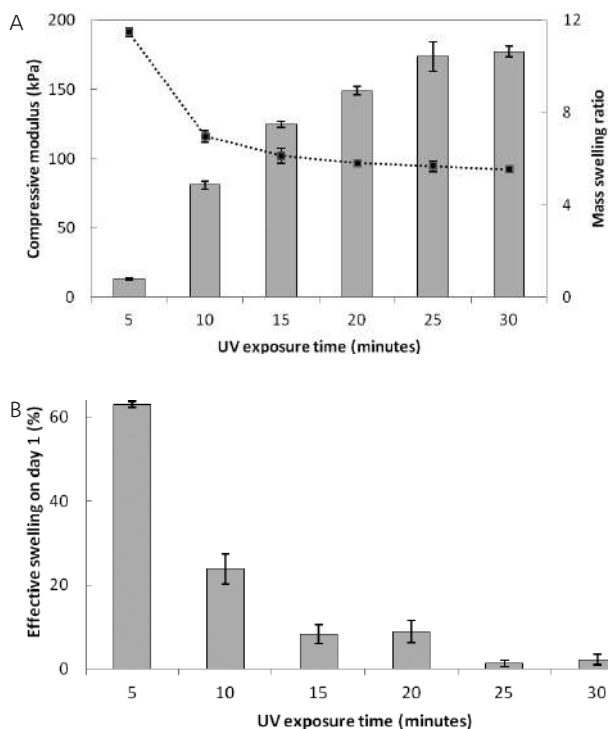 A
Compressive modulus (kPa)
200
150
100
50
0
Mass swelling ratio
12
8
4
0
5 10 15 20 25 30
UV exposure time (minutes)
B
Effective swelling on day 1 (%)
60
40
20
0
5 10 15 20 25 30
UV exposure time (minutes)